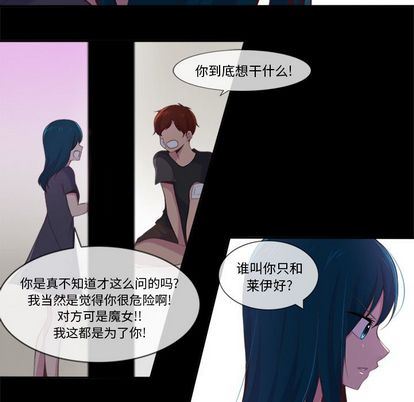 你到底想干什么!
你是真不知道才这么问的吗?
我当然是觉得你很危险啊!
对方可是魔女!!
我这都是为了你!
谁叫你只和
莱伊好?